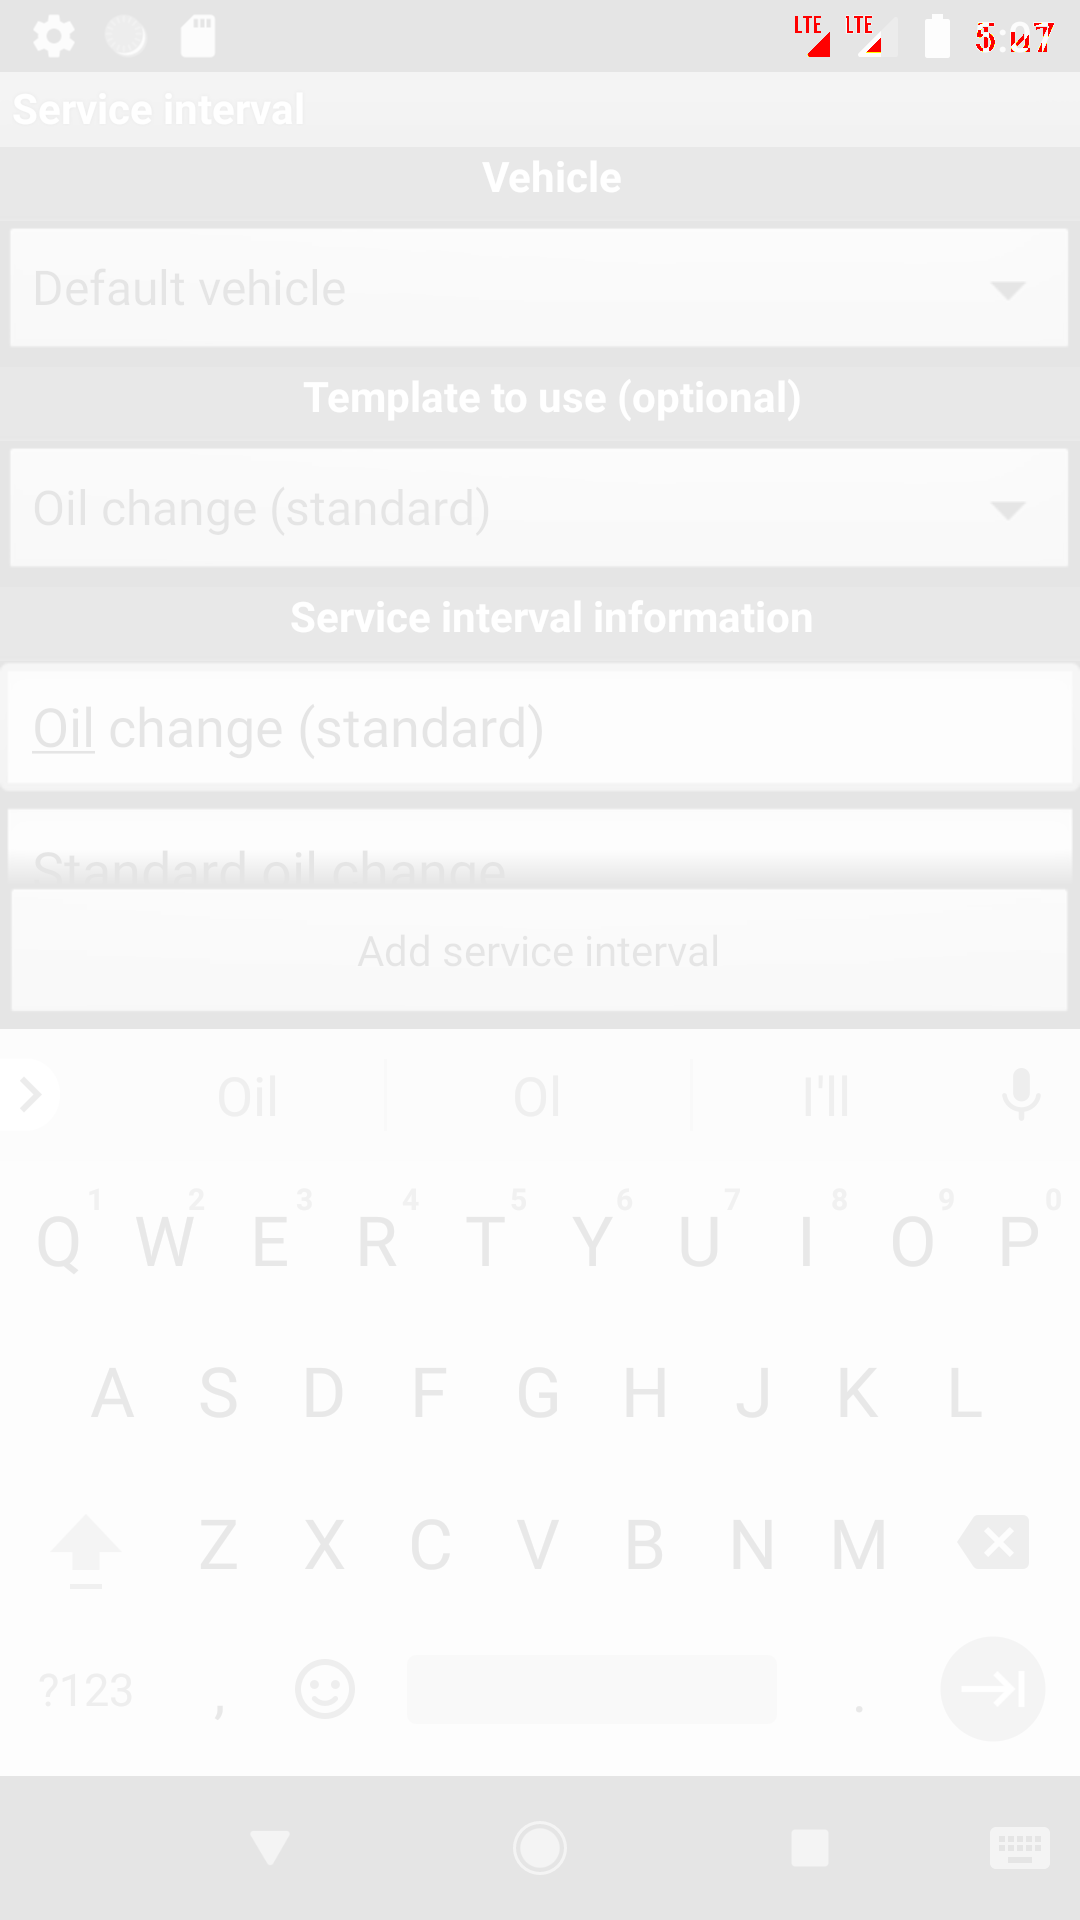 LTE LTE 5:07
Service interval
Vehicle
Default vehicle
Template to use (optional)
Oil change (standard)
Service interval information
Oil change (standard)
Standard oil change
Add service interval
Oil Ol I'll
1 2 3 4 5 6 7 8 9 0
Q W E R T Y U I O P
A S D F G H J K L
Z X C V B N M
?123 , .